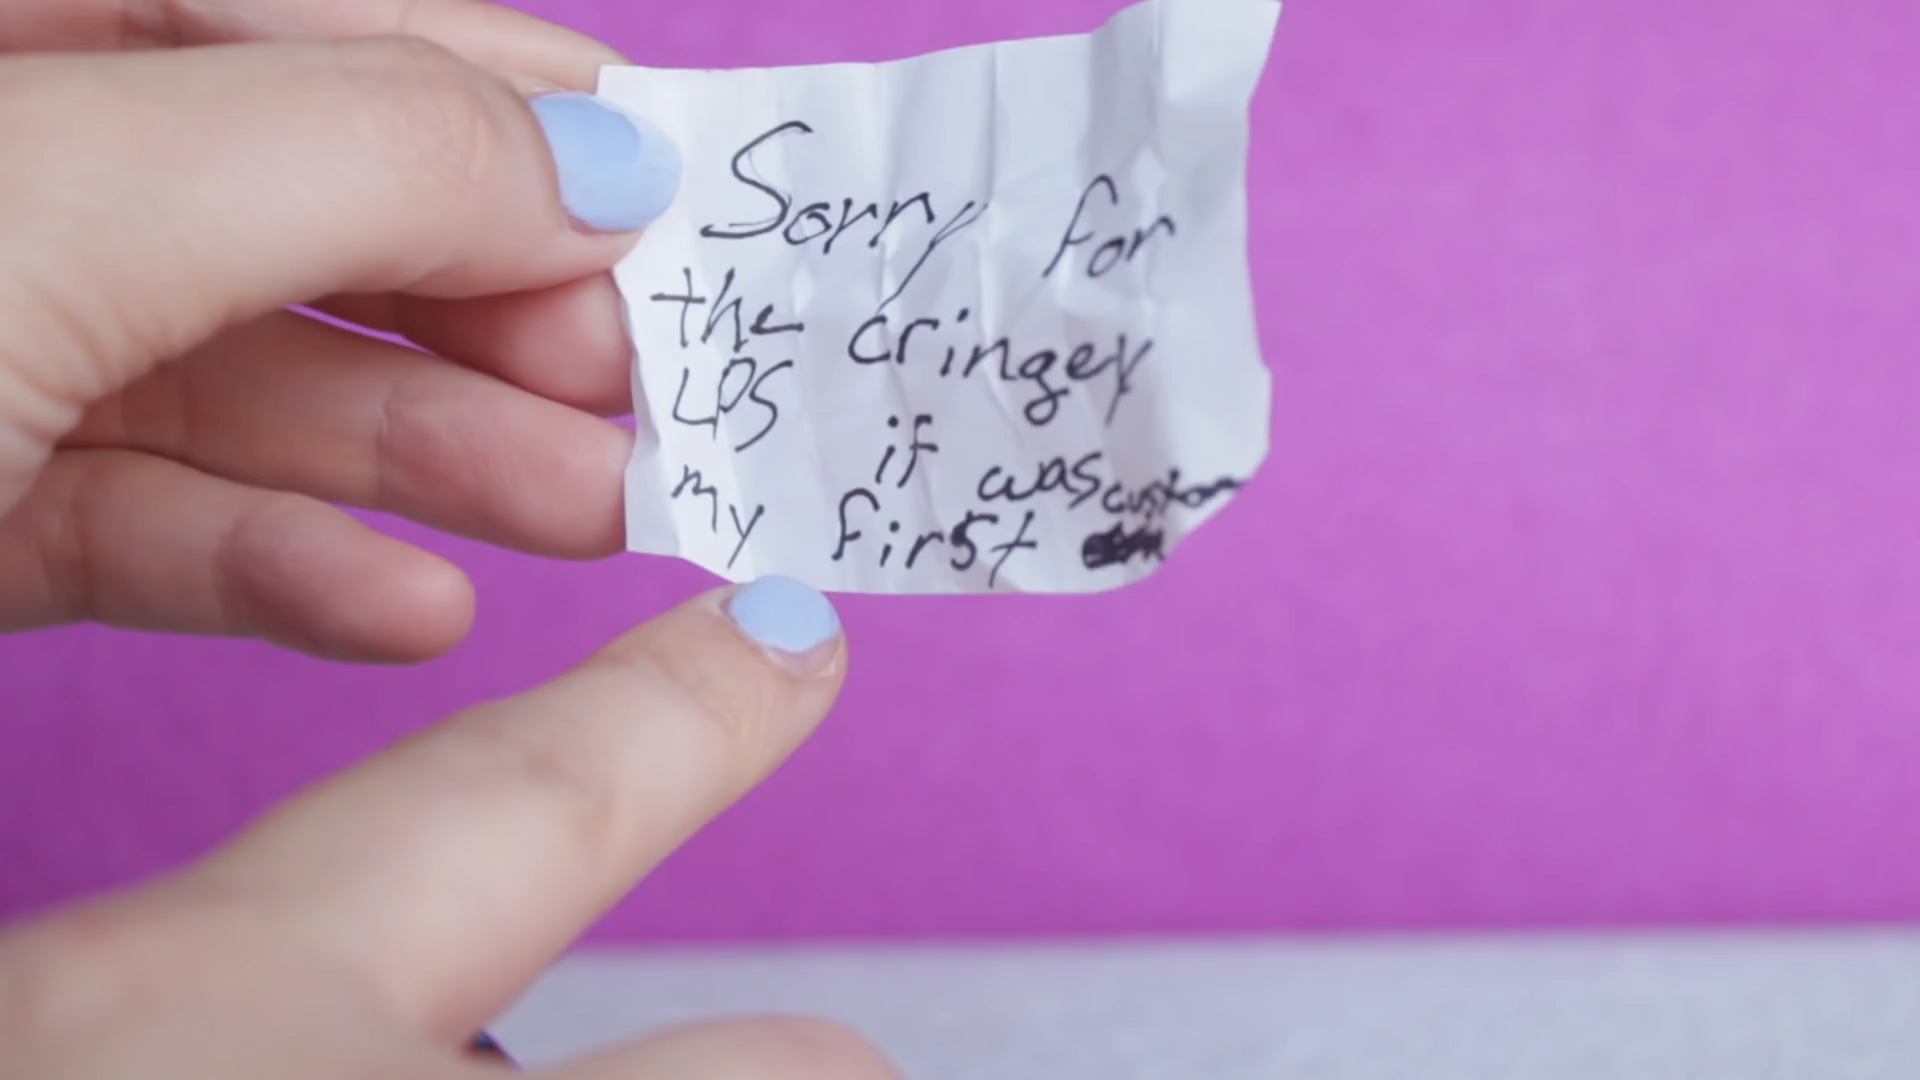 Sorry for
the cringey
LPS if was custom
my first